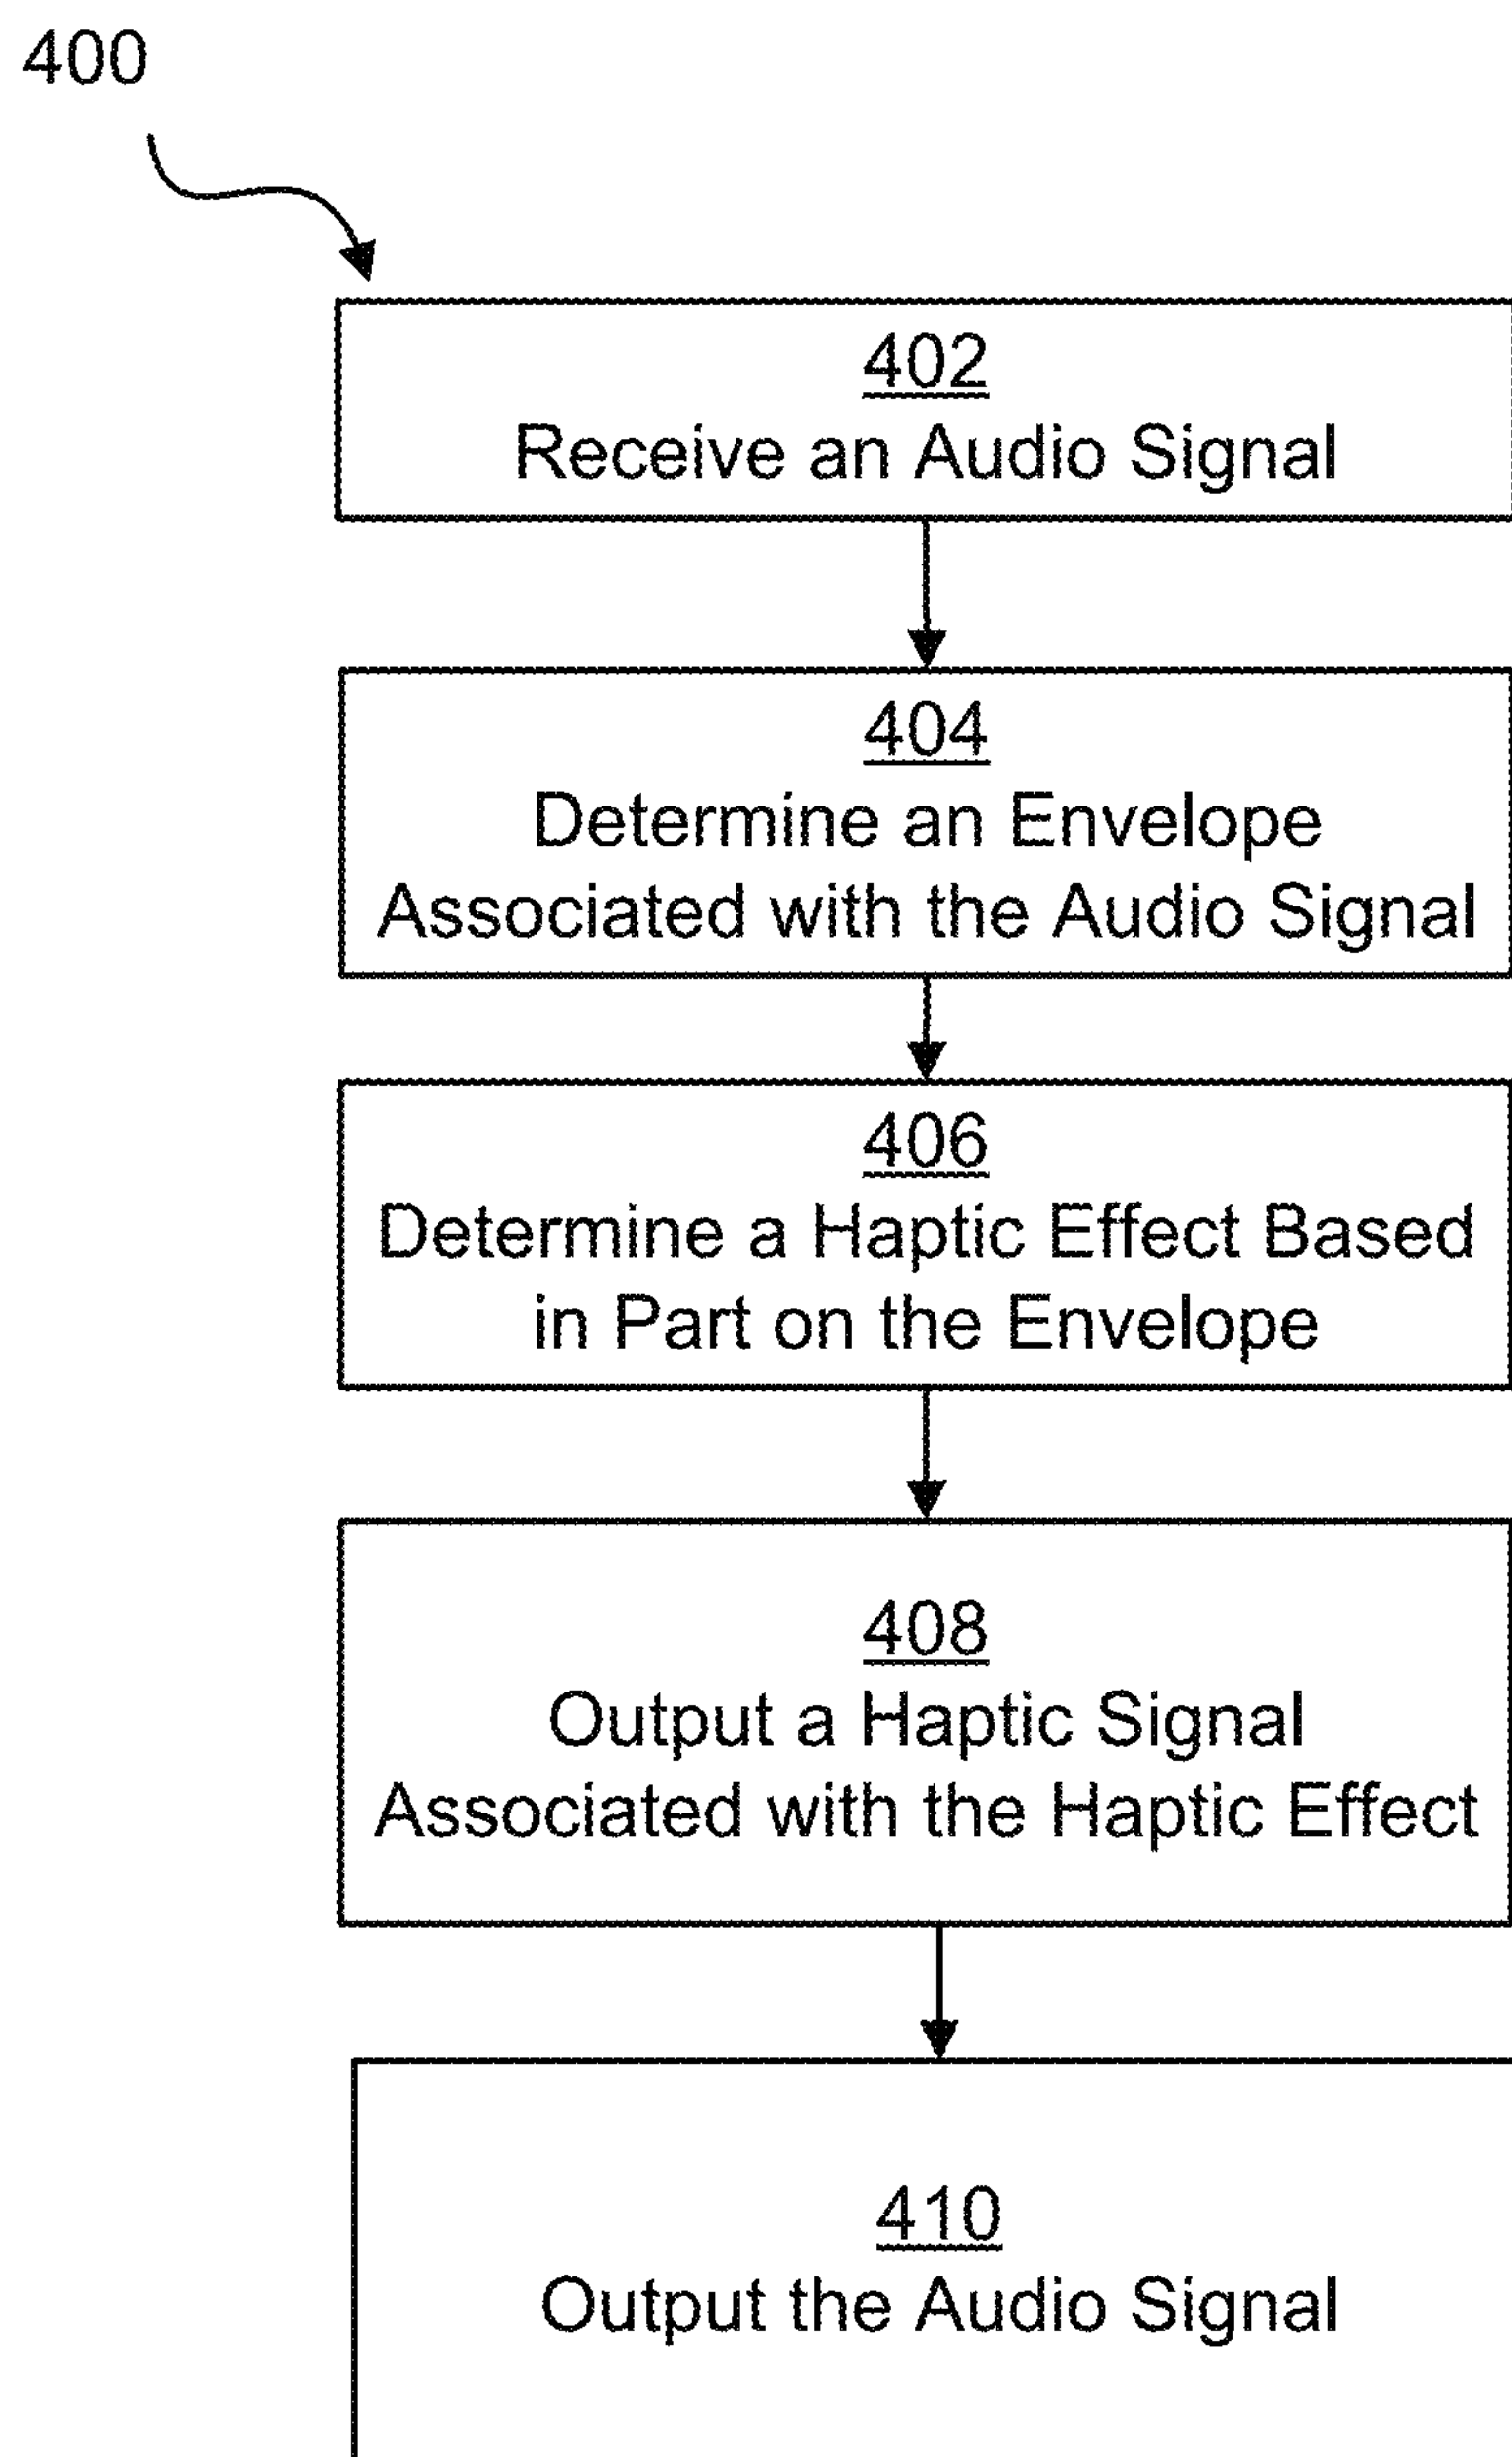 400
402
Receive an Audio Signal
404
Determine an Envelope
Associated with the Audio Signal
406
Determine a Haptic Effect Based
in Part on the Envelope
408
Output a Haptic Signal
Associated with the Haptic Effect
410
Output the Audio Signal